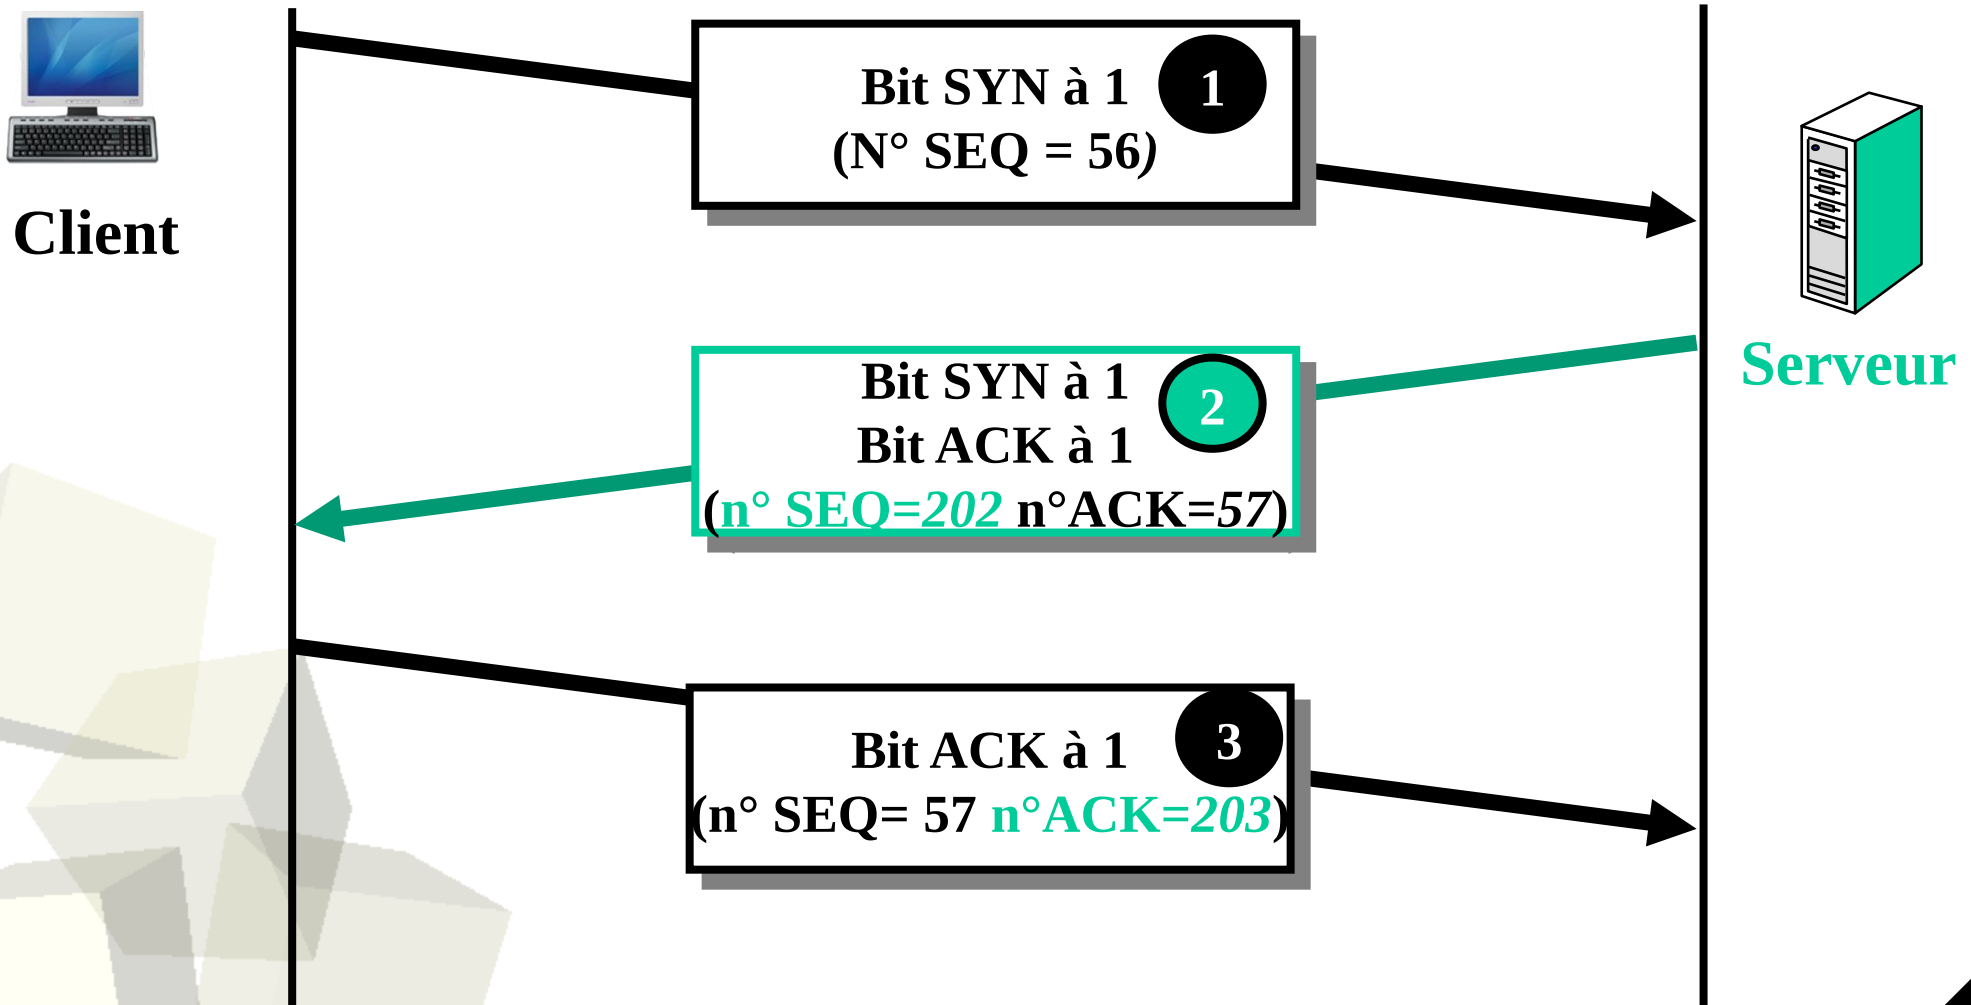 Bit SYN à 1
1
(N° SEQ = 56)
Client
Bit SYN à 1
2
Serveur
Bit ACK à 1
(n° SEQ=202 n°ACK=57)
Bit ACK à 1
3
(n° SEQ= 57 n°ACK=203)